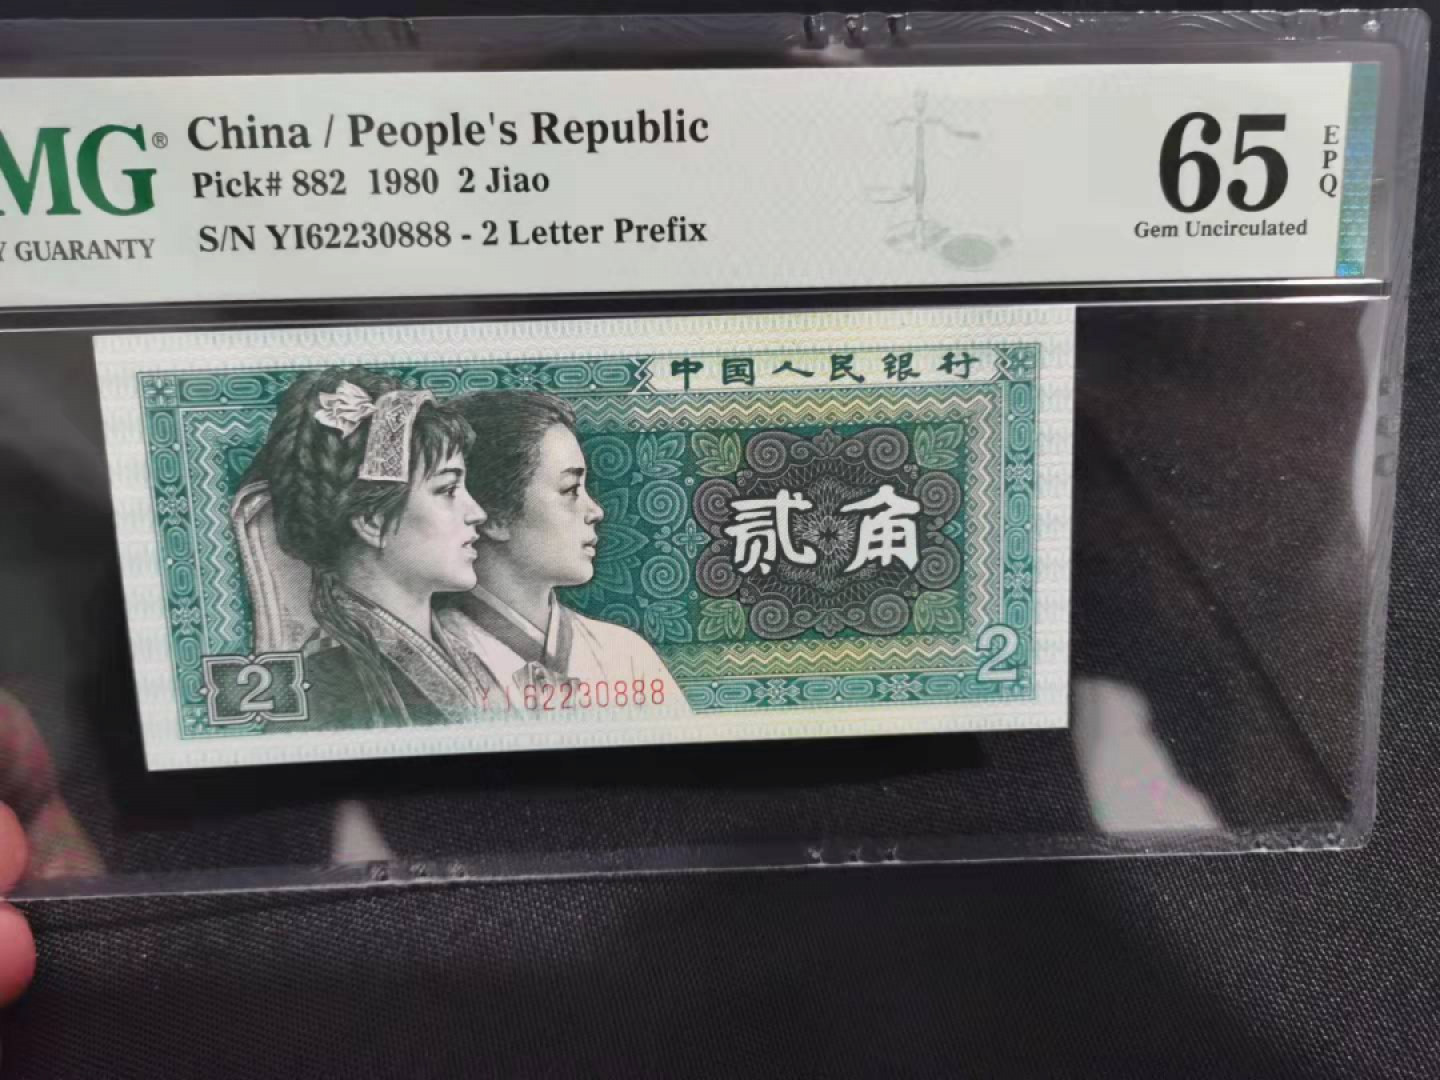 MG®
Y GUARANTY
China / People's Republic
Pick# 882 1980 2 Jiao
S/N YI62230888 - 2 Letter Prefix
65
EPQ
Gem Uncirculated
中国人民银行
贰角
2
YI62230888
2